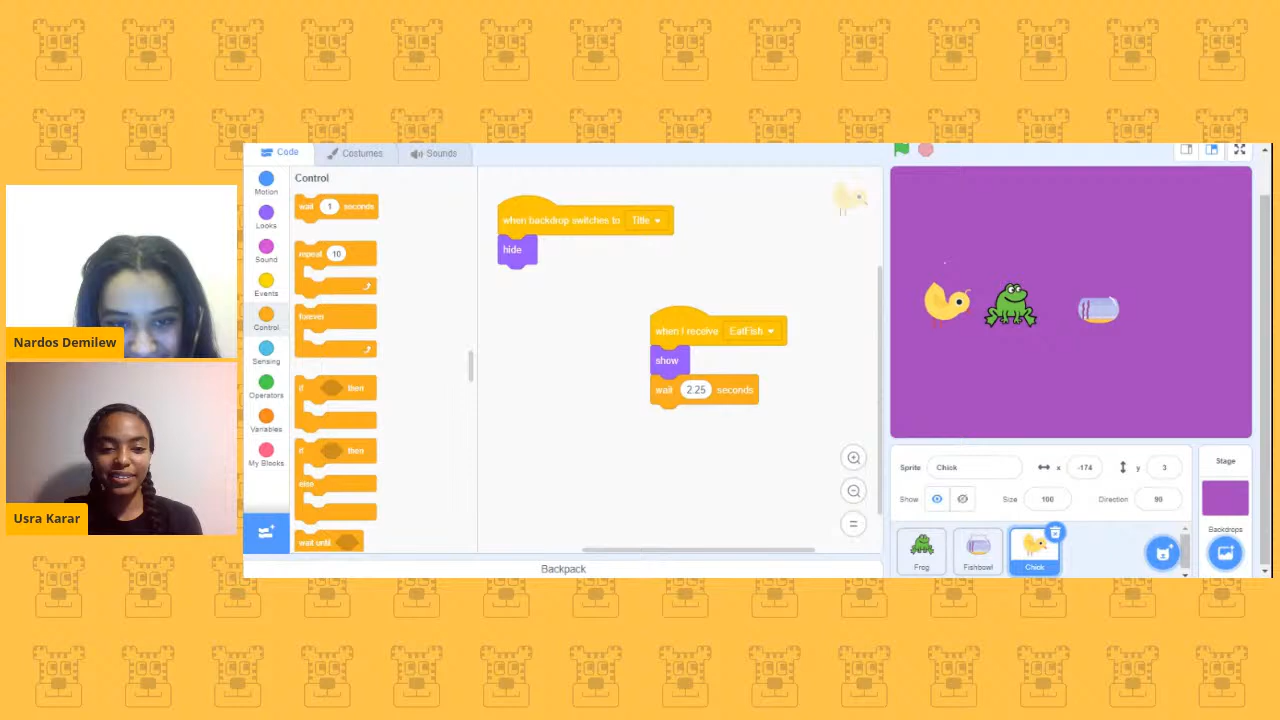 Code
Costumes
Sounds
Motion
Looks
Sound
Events
Control
Sensing
Operators
Variables
My Blocks
Control
wait 1 seconds
repeat 10
forever
if then
if then
else
wait until
when backdrop switches to Title
hide
when I receive EatFish
show
wait 2.25 seconds
Backpack
Sprite Chick x -174 y 3
Show Size 100 Direction 90
Frog
Fishbowl
Chick
Stage
Backdrops
Nardos Demilew
Usra Karar